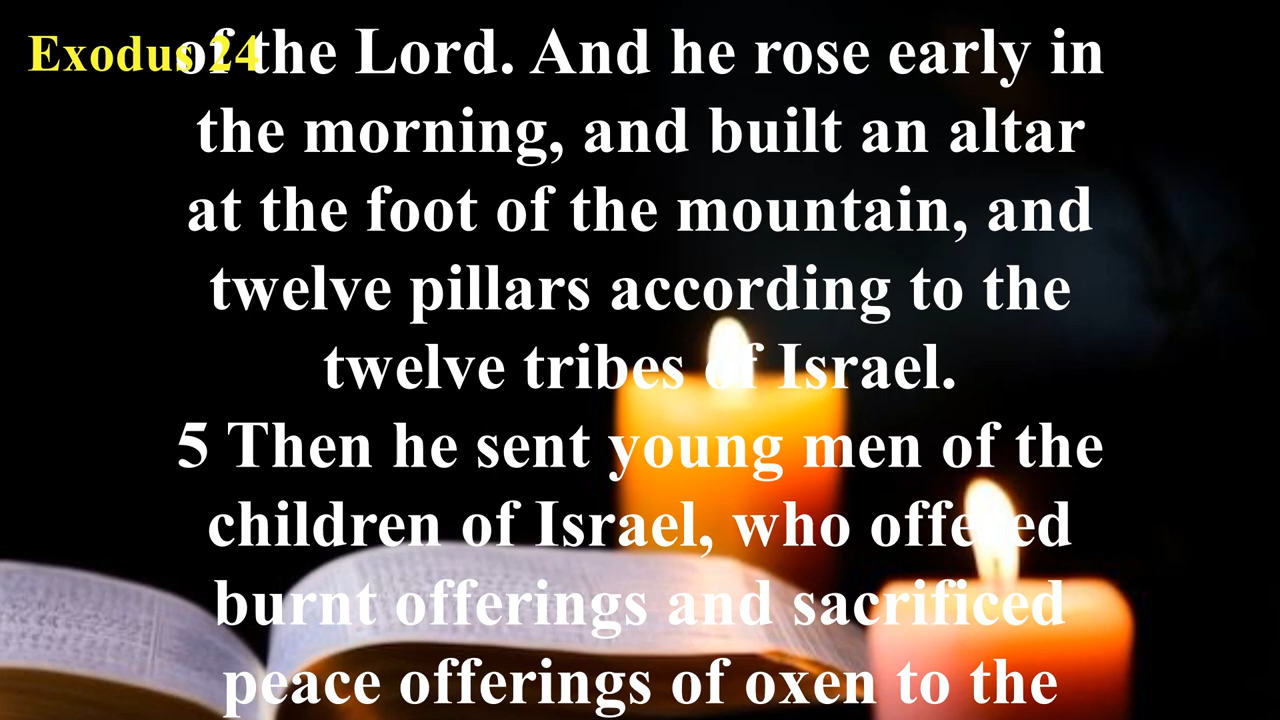 Exodus 24
of the Lord. And he rose early in
the morning, and built an altar
at the foot of the mountain, and
twelve pillars according to the
twelve tribes of Israel.
5 Then he sent young men of the
children of Israel, who offered
burnt offerings and sacrificed
peace offerings of oxen to the